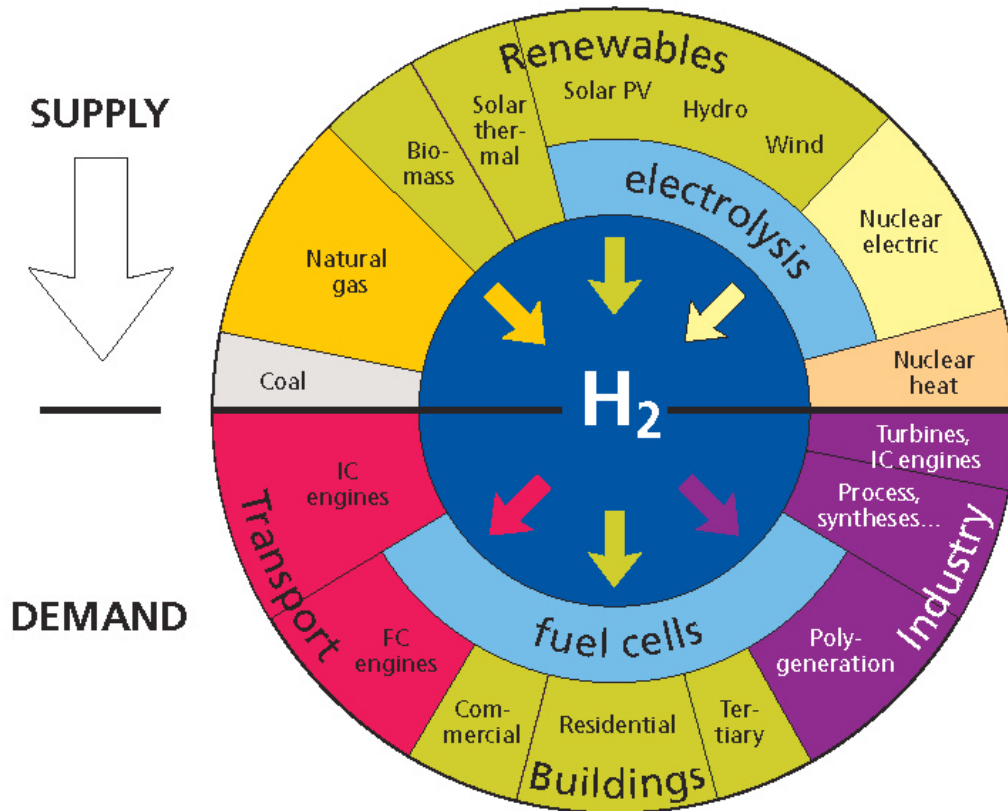 SUPPLY
Renewables
Solar PV
Hydro
Wind
Solar
ther-
mal
Bio-
mass
electrolysis
Nuclear
electric
Natural
gas
Nuclear
heat
Coal
H2
DEMAND
Transport
IC
engines
FC
engines
fuel cells
Turbines,
IC engines
Process,
syntheses...
Industry
Poly-
generation
Com-
mercial
Residential
Ter-
tiary
Buildings